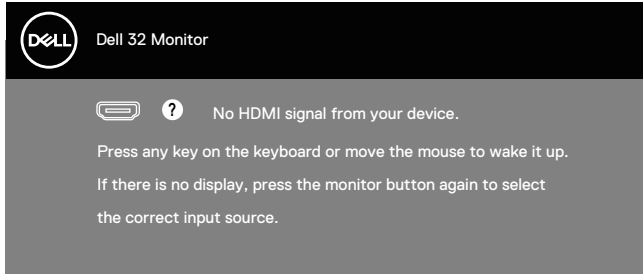 DELL
Dell 32 Monitor
? No HDMI signal from your device.
Press any key on the keyboard or move the mouse to wake it up.
If there is no display, press the monitor button again to select
the correct input source.